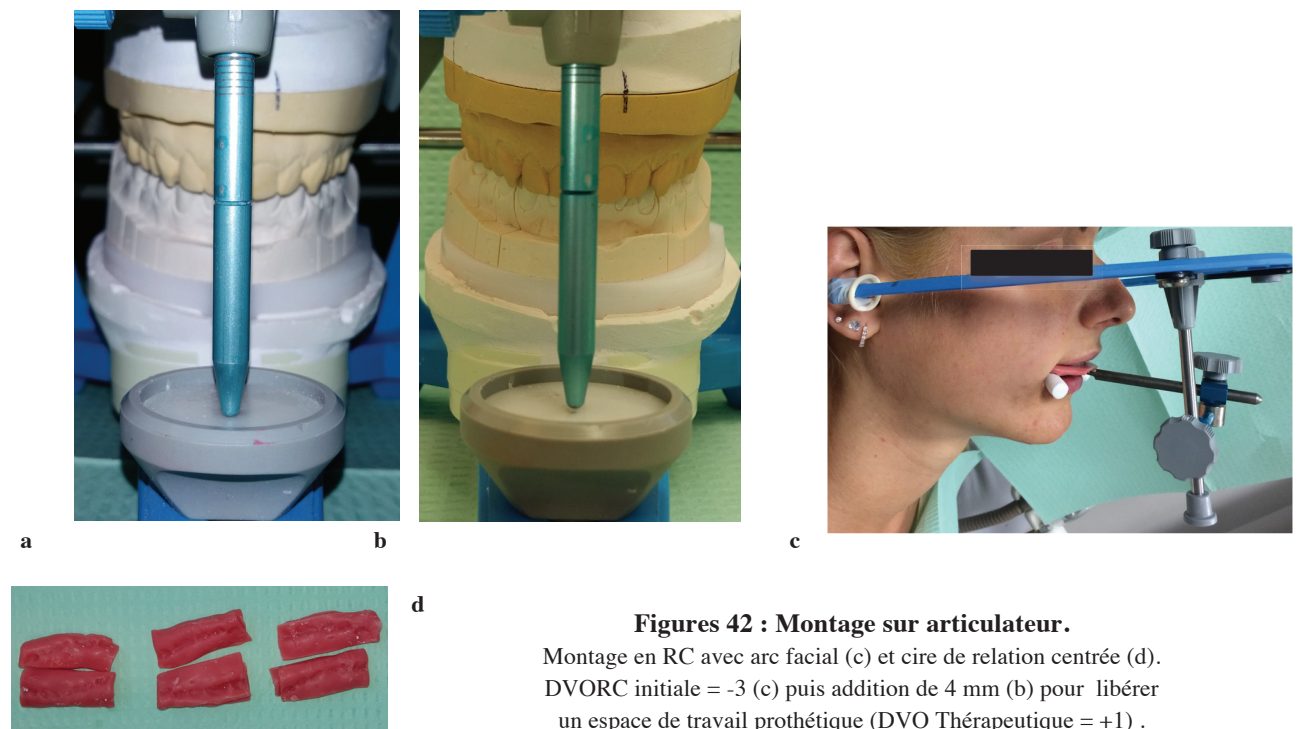 a
b
c
d
Figures 42 : Montage sur articulateur.
Montage en RC avec arc facial (c) et cire de relation centrée (d).
DVORC initiale = -3 (c) puis addition de 4 mm (b) pour libérer
un espace de travail prothétique (DVO Thérapeutique = +1) .